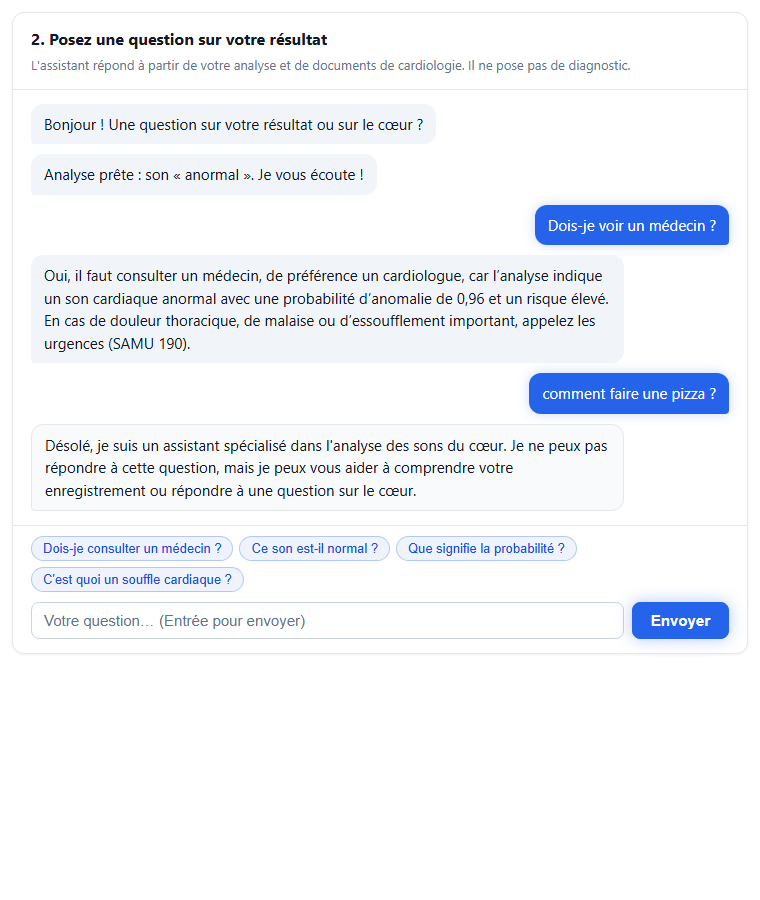 2. Posez une question sur votre résultat
L'assistant répond à partir de votre analyse et de documents de cardiologie. Il ne pose pas de diagnostic.
Bonjour ! Une question sur votre résultat ou sur le cœur ?
Analyse prête : son « anormal ». Je vous écoute !
Dois-je voir un médecin ?
Oui, il faut consulter un médecin, de préférence un cardiologue, car l’analyse indique
un son cardiaque anormal avec une probabilité d’anomalie de 0,96 et un risque élevé.
En cas de douleur thoracique, de malaise ou d’essoufflement important, appelez les
urgences (SAMU 190).
comment faire une pizza ?
Désolé, je suis un assistant spécialisé dans l'analyse des sons du cœur. Je ne peux pas
répondre à cette question, mais je peux vous aider à comprendre votre
enregistrement ou répondre à une question sur le cœur.
Dois-je consulter un médecin ?
Ce son est-il normal ?
Que signifie la probabilité ?
C'est quoi un souffle cardiaque ?
Votre question… (Entrée pour envoyer)
Envoyer